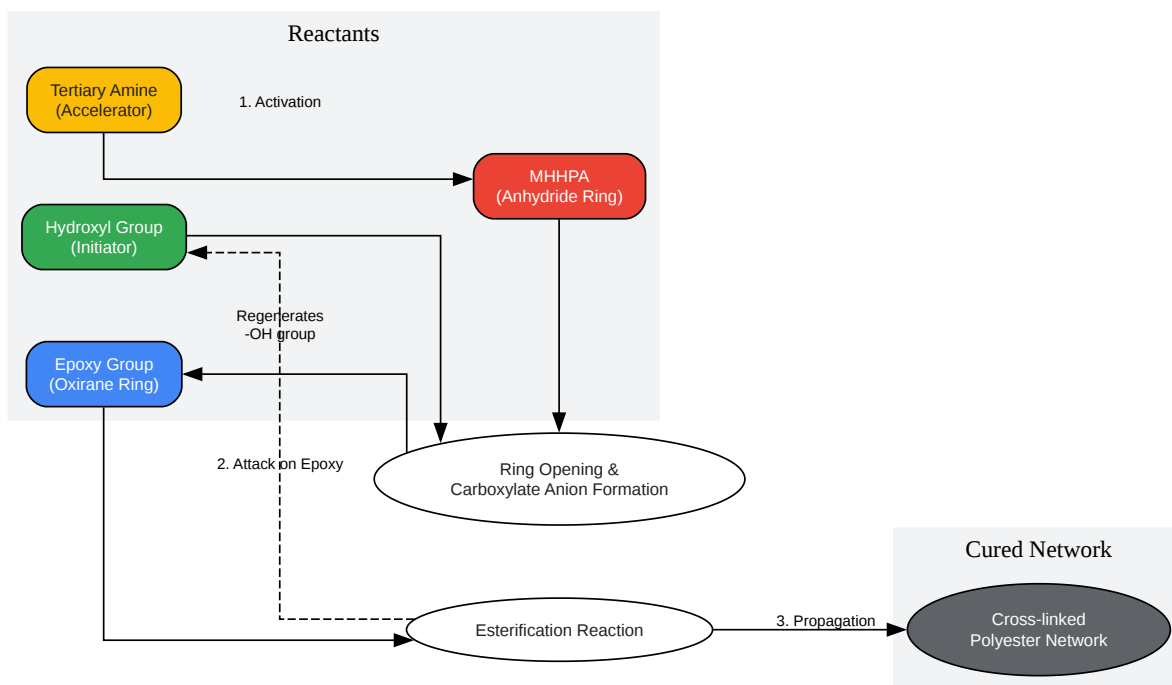 Reactants
Tertiary Amine
(Accelerator)
1. Activation
MHHPA
(Anhydride Ring)
Hydroxyl Group
(Initiator)
Regenerates
-OH group
Epoxy Group
(Oxirane Ring)
2. Attack on Epoxy
Ring Opening &
Carboxylate Anion Formation
Cured Network
Esterification Reaction
3. Propagation
Cross-linked
Polyester Network